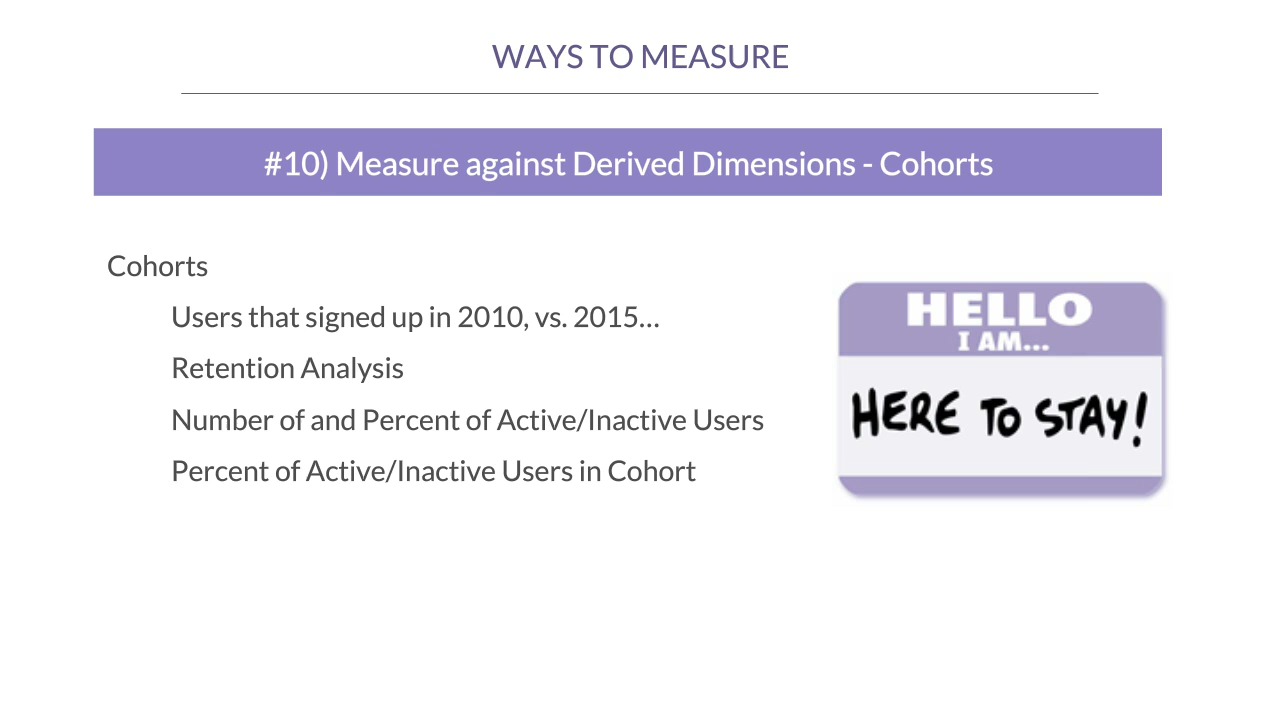 WAYS TO MEASURE
#10) Measure against Derived Dimensions - Cohorts
Cohorts
Users that signed up in 2010, vs. 2015...
Retention Analysis
Number of and Percent of Active/Inactive Users
Percent of Active/Inactive Users in Cohort
HELLO
I AM...
HERE TO STAY!